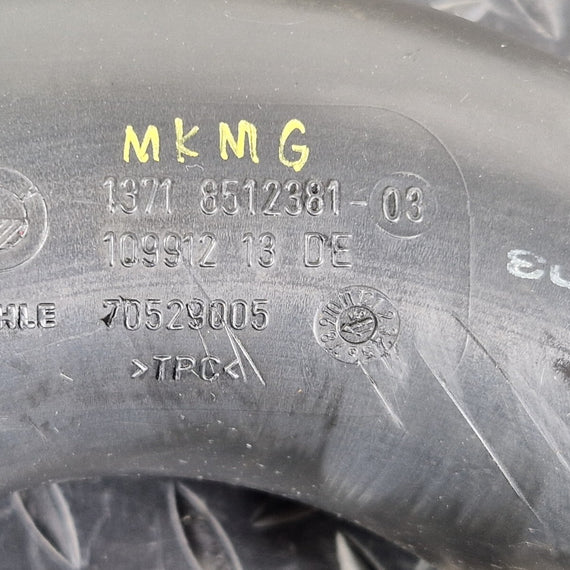 MKMG
1371 8512381-03
109912 13 DE
HLE 70529005
>TPC<